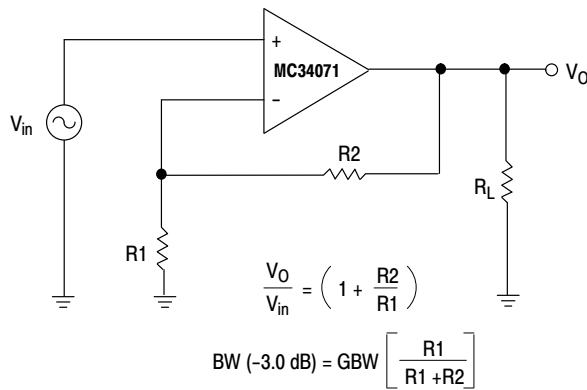 +
MC34071
−
V_O
V_in
R2
R_L
R1
V_O / V_in = ( 1 + R2 / R1 )
BW (−3.0 dB) = GBW [ R1 / R1 +R2 ]